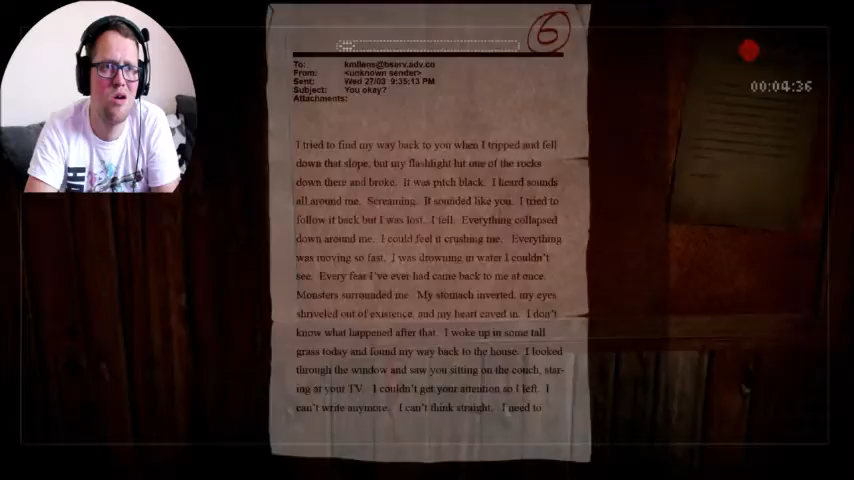 6
00:04:36
To: kmllens@bserv.adv.co
From: <unknown sender>
Sent: Wed 27/03 9:35:13 PM
Subject: You okay?
Attachments:
I tried to find my way back to you when I tripped and fell
down that slope, but my flashlight hit one of the rocks
down there and broke. It was pitch black. I heard sounds
all around me. Screaming. It sounded like you. I tried to
follow it back but I was lost. I fell. Everything collapsed
down around me. I could feel it crushing me. Everything
was moving so fast. I was drowning in water I couldn't
see. Every fear I've ever had came back to me at once.
Monsters surrounded me. My stomach inverted, my eyes
shriveled out of existence, and my heart caved in. I don't
know what happened after that. I woke up in some tall
grass today and found my way back to the house. I looked
through the window and saw you sitting on the couch, star-
ing at your TV. I couldn't get your attention so I left. I
can't write anymore. I can't think straight. I need to